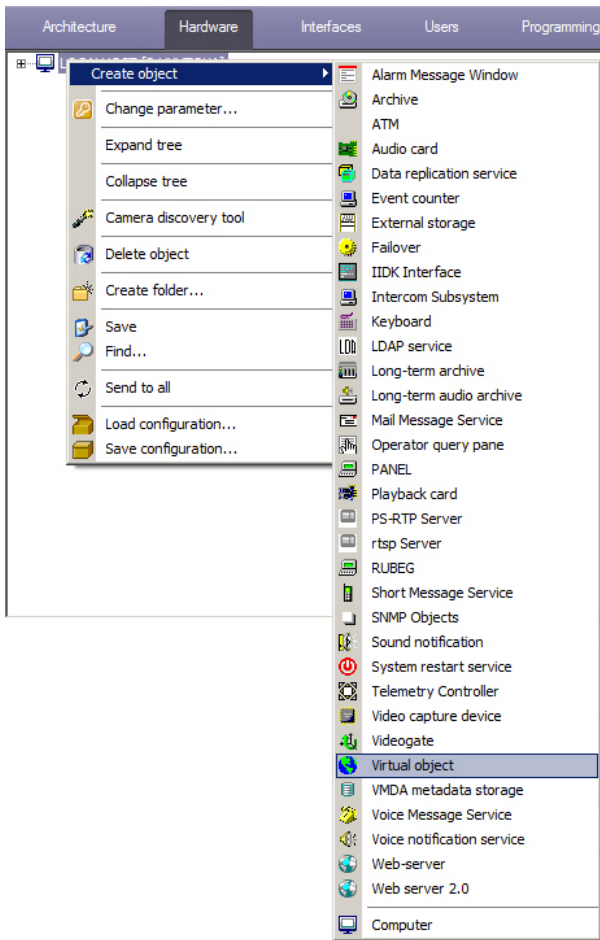 Architecture Hardware Interfaces Users Programming
Create object
Change parameter...
Expand tree
Collapse tree
Camera discovery tool
Delete object
Create folder...
Save
Find...
Send to all
Load configuration...
Save configuration...
Alarm Message Window
Archive
ATM
Audio card
Data replication service
Event counter
External storage
Failover
IIDK Interface
Intercom Subsystem
Keyboard
LDAP service
Long-term archive
Long-term audio archive
Mail Message Service
Operator query pane
PANEL
Playback card
PS-RTP Server
rtsp Server
RUBEG
Short Message Service
SNMP Objects
Sound notification
System restart service
Telemetry Controller
Video capture device
Videogate
Virtual object
VMDA metadata storage
Voice Message Service
Voice notification service
Web-server
Web server 2.0
Computer